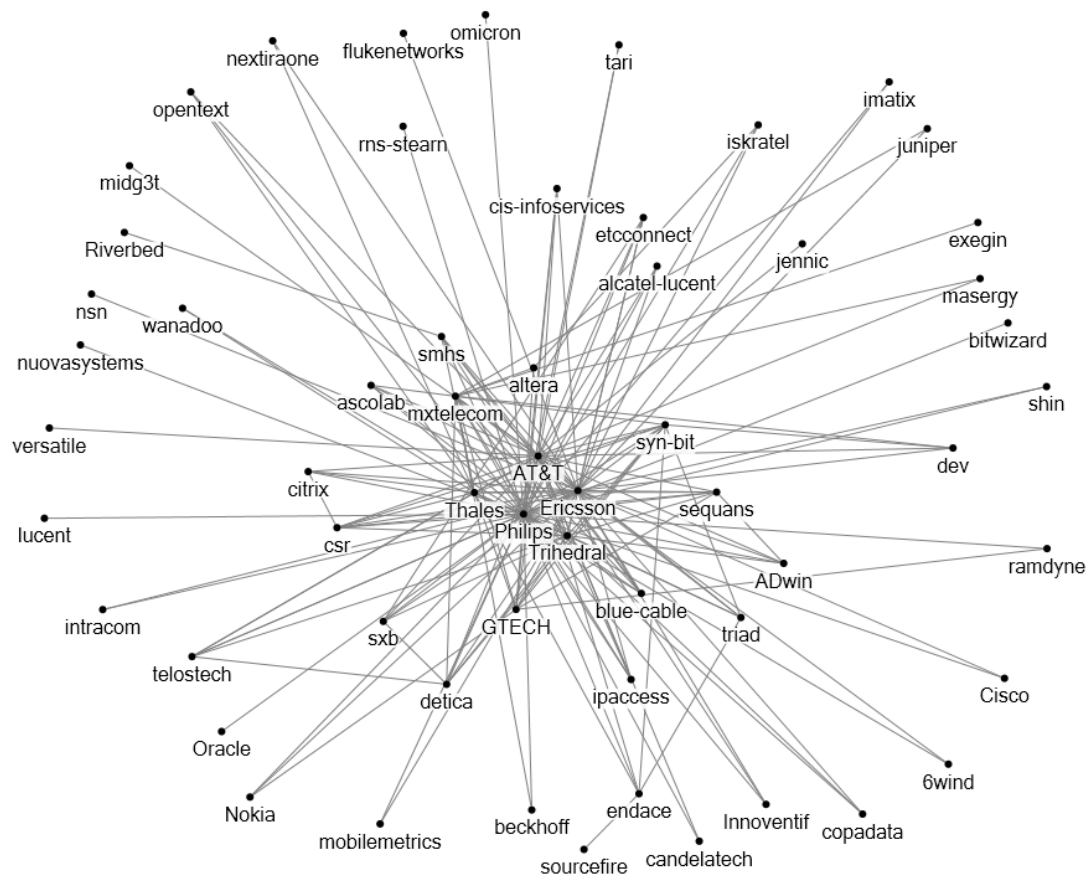 omicron
nextiraone
flukenetworks
tari
opentext
imatix
rns-stearn
iskratel
juniper
midg3t
cis-infoservices
etcconnect
Riverbed
exegin
jennic
alcatel-lucent
masergy
nsn
wanadoo
bitwizard
nuovasystems
smhs
altera
ascolab
mxtelecom
shin
versatile
syn-bit
dev
AT&T
citrix
Thales
Ericsson
sequans
lucent
csr
Philips
Trihedral
ramdyne
ADwin
intracom
blue-cable
GTECH
triad
sxb
telostech
detica
ipaccess
Cisco
Oracle
6wind
Nokia
endace
Innoventif
copadata
mobilemetrics
beckhoff
sourcefire
candelatech